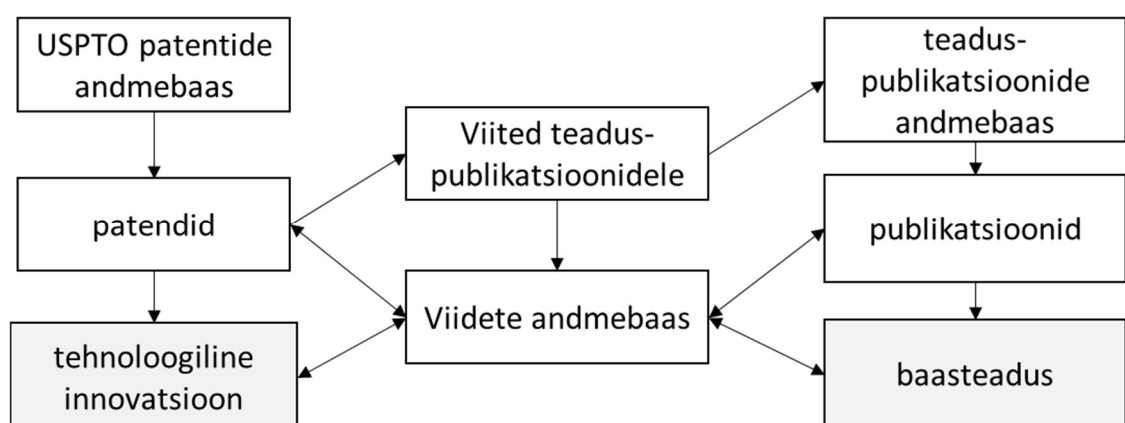 USPTO patentide
andmebaas
patendid
tehnoloogiline
innovatsioon
Viited teadus-
publikatsioonidele
Viidete andmebaas
teadus-
publikatsioonide
andmebaas
publikatsioonid
baasteadus